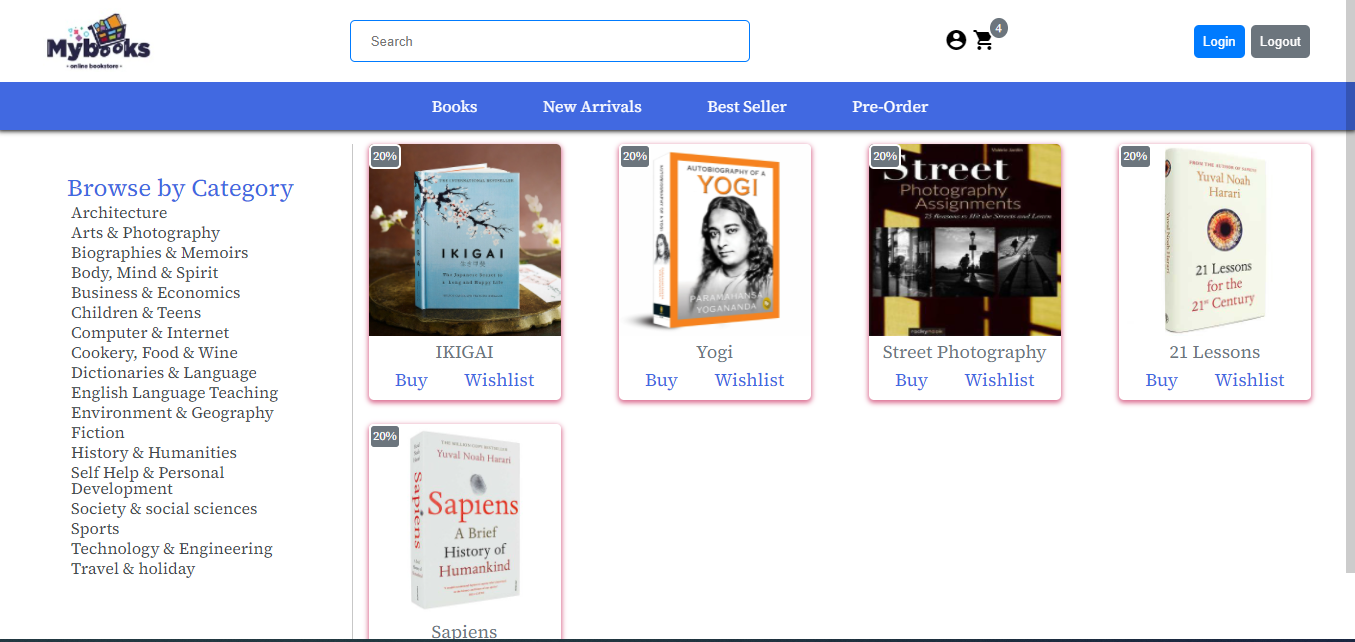 Mybooks
- online bookstore -
Search
4
Login
Logout
Books
New Arrivals
Best Seller
Pre-Order
Browse by Category
Architecture
Arts & Photography
Biographies & Memoirs
Body, Mind & Spirit
Business & Economics
Children & Teens
Computer & Internet
Cookery, Food & Wine
Dictionaries & Language
English Language Teaching
Environment & Geography
Fiction
History & Humanities
Self Help & Personal
Development
Society & social sciences
Sports
Technology & Engineering
Travel & holiday
20%
THE INTERNATIONAL BESTSELLER
IKIGAI
The Japanese Secret to
a Long and Happy Life
IKIGAI
Buy
Wishlist
20%
AUTOBIOGRAPHY OF A
YOGI
PARAMAHANSA
YOGANANDA
Yogi
Buy
Wishlist
20%
Street
Photography
Assignments
75 Reasons to Hit the Streets and Learn
Street Photography
Buy
Wishlist
20%
FROM THE AUTHOR OF SAPIENS
Yuval Noah
Harari
Yuval Noah Harari
21 Lessons
for the
21st Century
21 Lessons
Buy
Wishlist
20%
THE MILLION COPY BESTSELLER
Yuval Noah Harari
Sapiens
Sapiens
A Brief
History of
Humankind
Sapiens